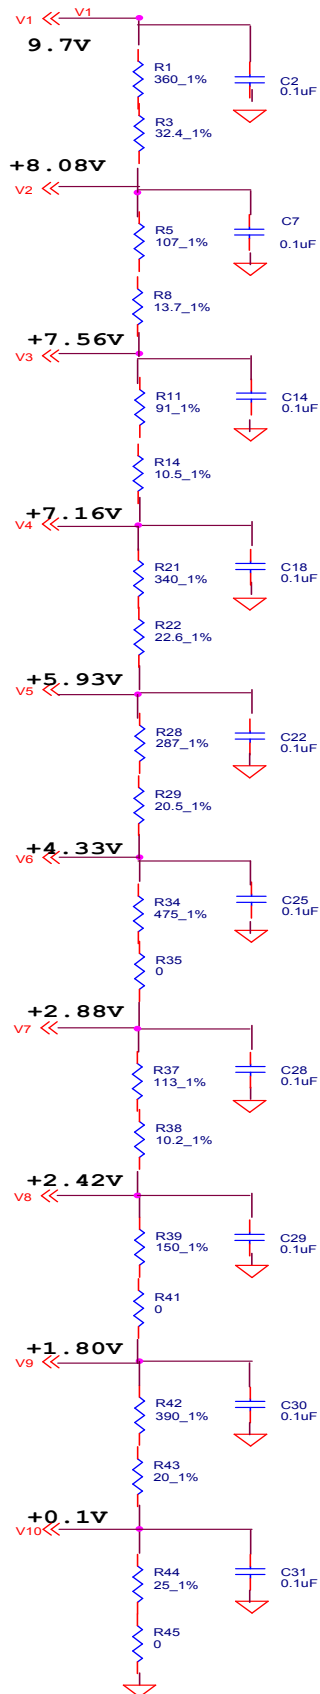 V1
V1
9.7V
R1
360_1%
C2
0.1uF
R3
32.4_1%
+8.08V
V2
R5
107_1%
C7
0.1uF
R8
13.7_1%
+7.56V
V3
R11
91_1%
C14
0.1uF
R14
10.5_1%
+7.16V
V4
R21
340_1%
C18
0.1uF
R22
22.6_1%
+5.93V
V5
R28
287_1%
C22
0.1uF
R29
20.5_1%
+4.33V
V6
R34
475_1%
C25
0.1uF
R35
0
+2.88V
V7
R37
113_1%
C28
0.1uF
R38
10.2_1%
+2.42V
V8
R39
150_1%
C29
0.1uF
R41
0
+1.80V
V9
R42
390_1%
C30
0.1uF
R43
20_1%
+0.1V
V10
R44
25_1%
C31
0.1uF
R45
0